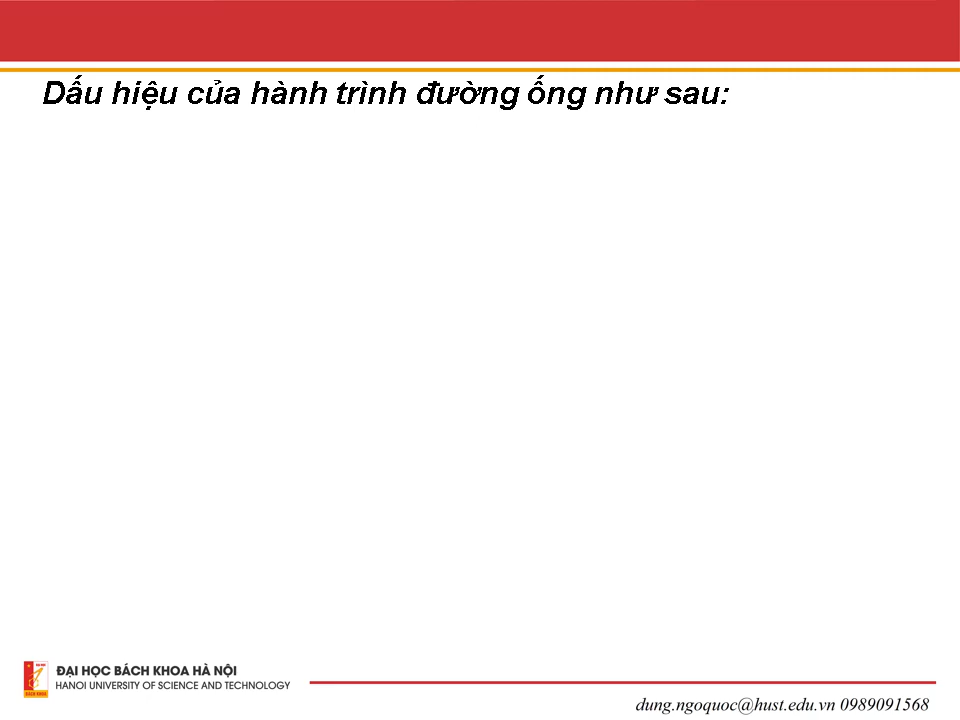 Dấu hiệu của hành trình đường ống như sau:
ĐẠI HỌC BÁCH KHOA HÀ NỘI
HANOI UNIVERSITY OF SCIENCE AND TECHNOLOGY
dung.ngoquoc@hust.edu.vn 0989091568